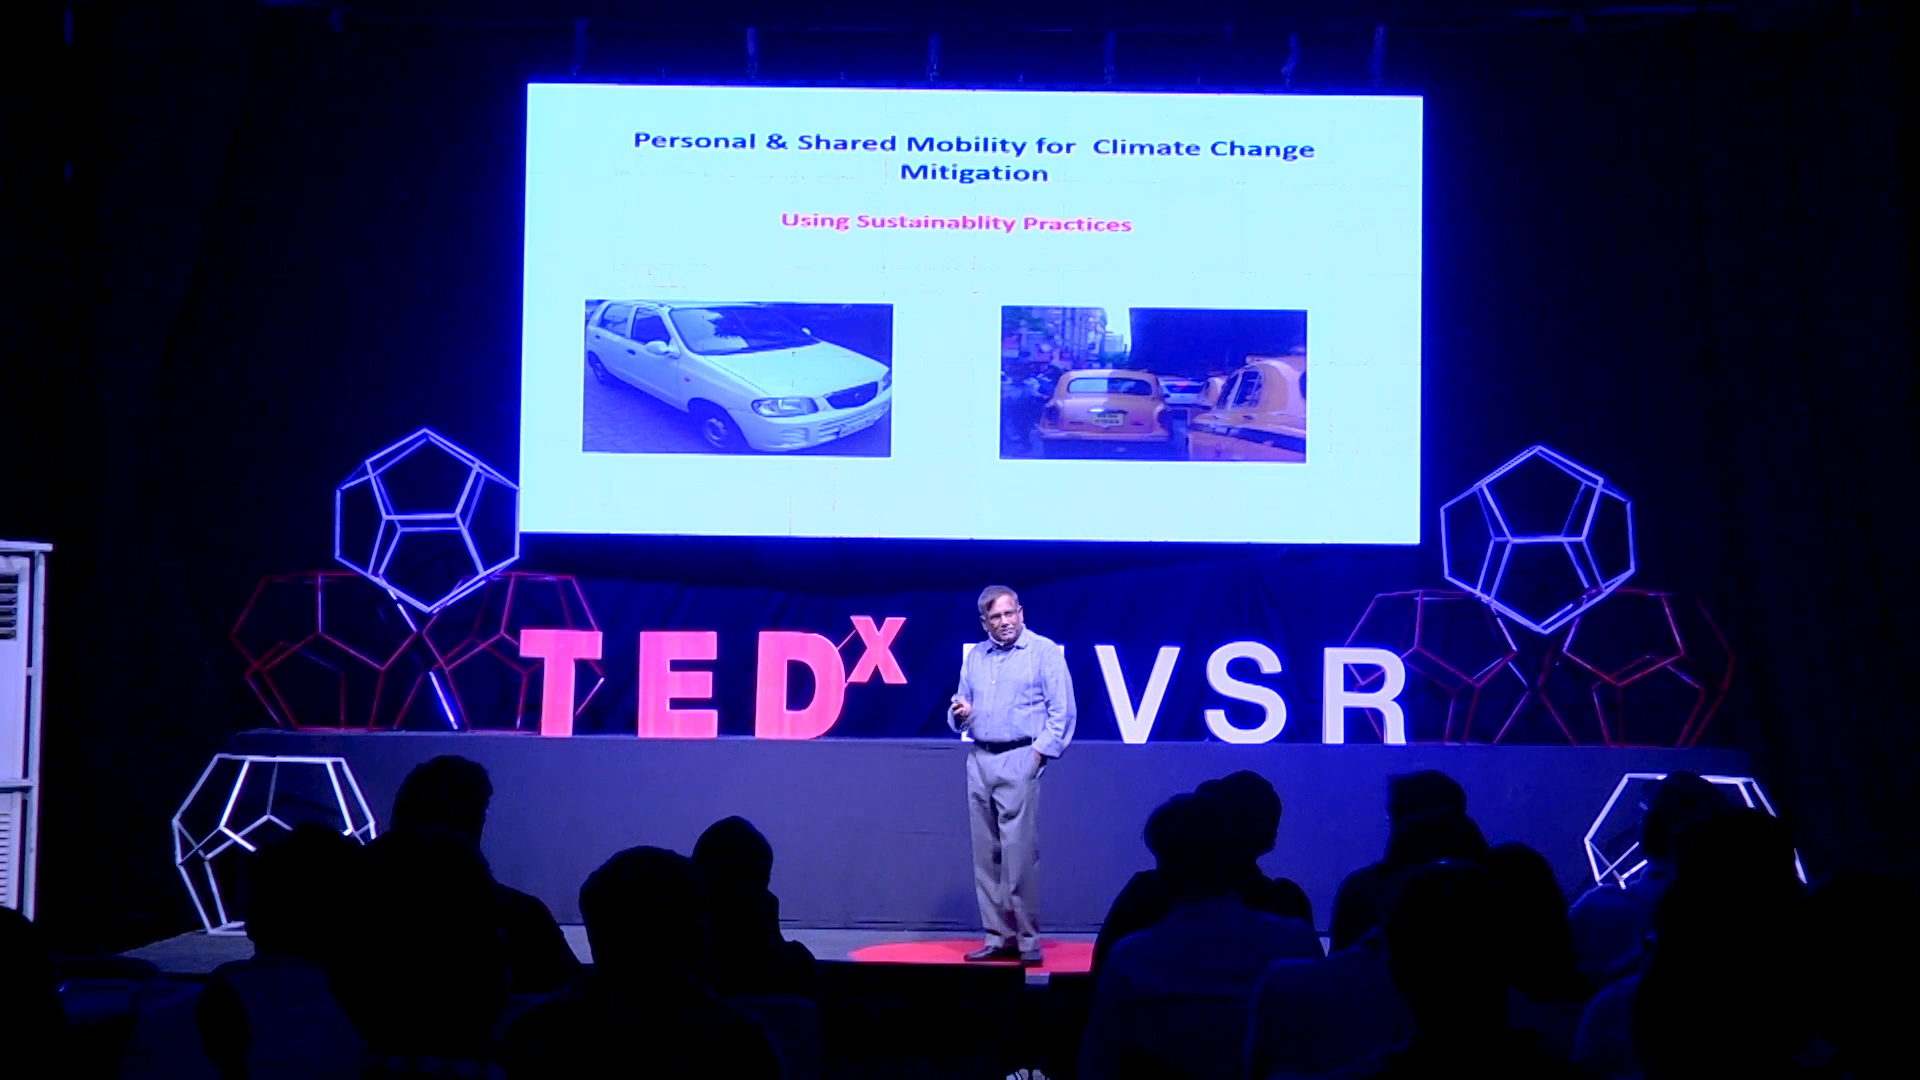 Personal & Shared Mobility for Climate Change
Mitigation
Using Sustainablity Practices
TEDx VSR